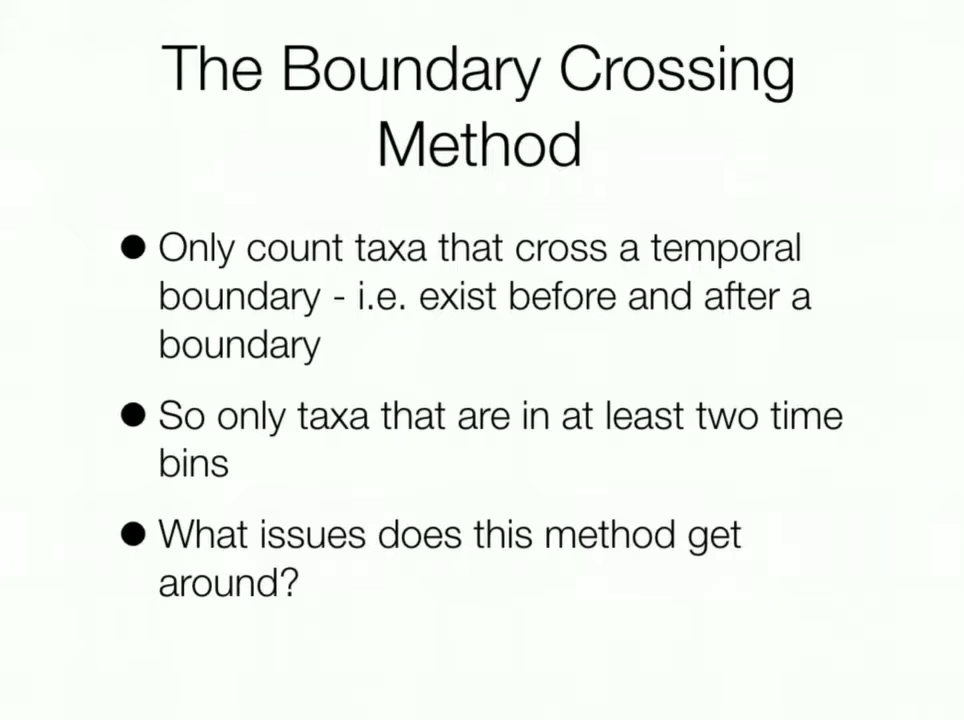 The Boundary Crossing
Method
● Only count taxa that cross a temporal
boundary - i.e. exist before and after a
boundary
● So only taxa that are in at least two time
bins
● What issues does this method get
around?